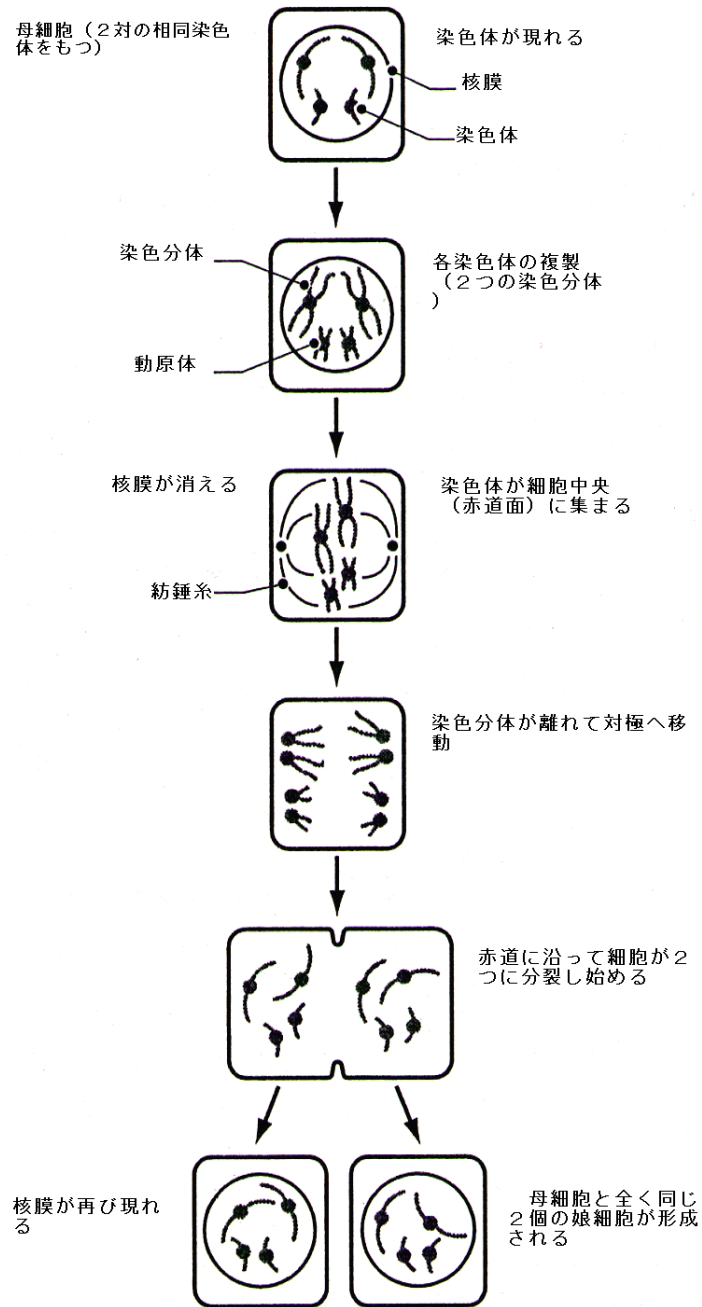 母細胞（２対の相同染色
体をもつ）
染色体が現れる
核膜
染色体
染色分体
各染色体の複製
（２つの染色分体
）
動原体
核膜が消える
染色体が細胞中央
（赤道面）に集まる
紡錘糸
染色分体が離れて対極へ移
動
赤道に沿って細胞が２
つに分裂し始める
核膜が再び現れ
る
母細胞と全く同じ
２個の娘細胞が形成
される